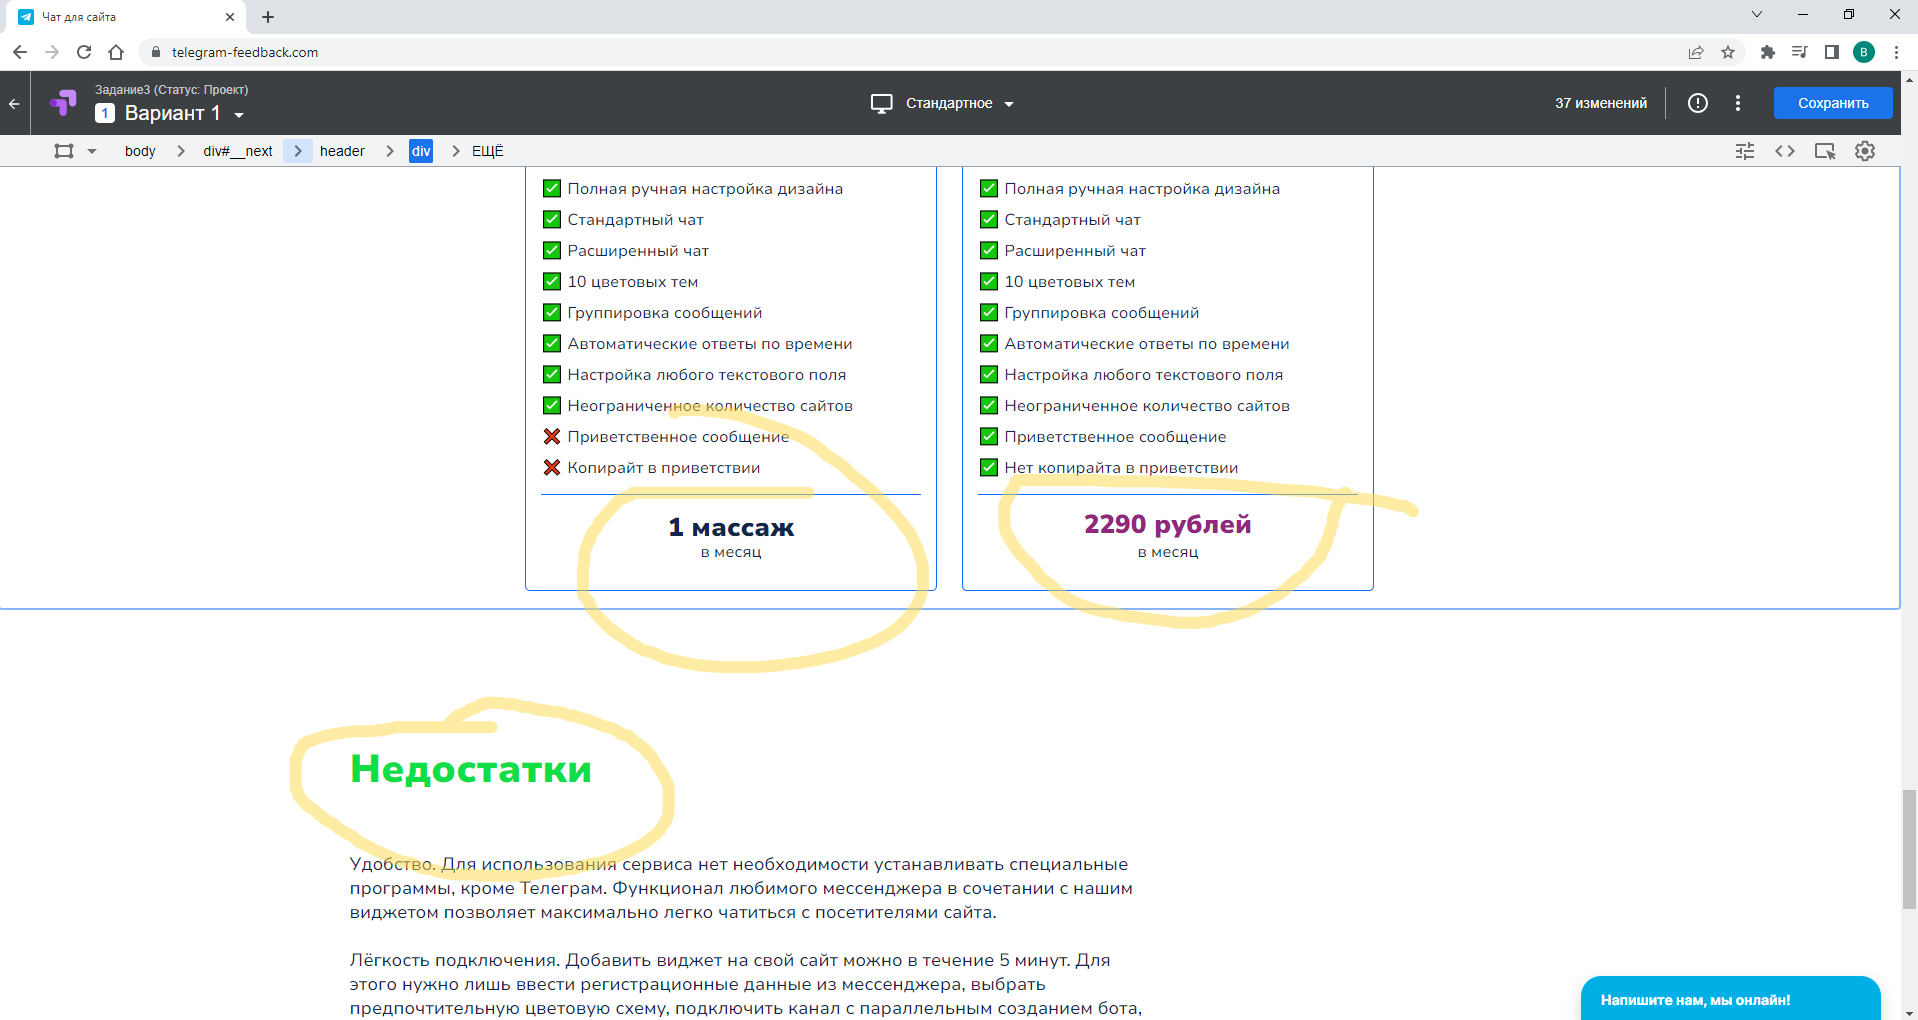 Чат для сайта
telegram-feedback.com
B
Задание3 (Статус: Проект)
1 Вариант 1
Стандартное
37 изменений
Сохранить
body
div#__next
header
div
ЕЩЁ
Полная ручная настройка дизайна
Стандартный чат
Расширенный чат
10 цветовых тем
Группировка сообщений
Автоматические ответы по времени
Настройка любого текстового поля
Неограниченное количество сайтов
Приветственное сообщение
Копирайт в приветствии
1 массаж
в месяц
Полная ручная настройка дизайна
Стандартный чат
Расширенный чат
10 цветовых тем
Группировка сообщений
Автоматические ответы по времени
Настройка любого текстового поля
Неограниченное количество сайтов
Приветственное сообщение
Нет копирайта в приветствии
2290 рублей
в месяц
Недостатки
Удобство. Для использования сервиса нет необходимости устанавливать специальные
программы, кроме Телеграм. Функционал любимого мессенджера в сочетании с нашим
виджетом позволяет максимально легко чатиться с посетителями сайта.
Лёгкость подключения. Добавить виджет на свой сайт можно в течение 5 минут. Для
этого нужно лишь ввести регистрационные данные из мессенджера, выбрать
предпочтительную цветовую схему, подключить канал с параллельным созданием бота,
Напишите нам, мы онлайн!